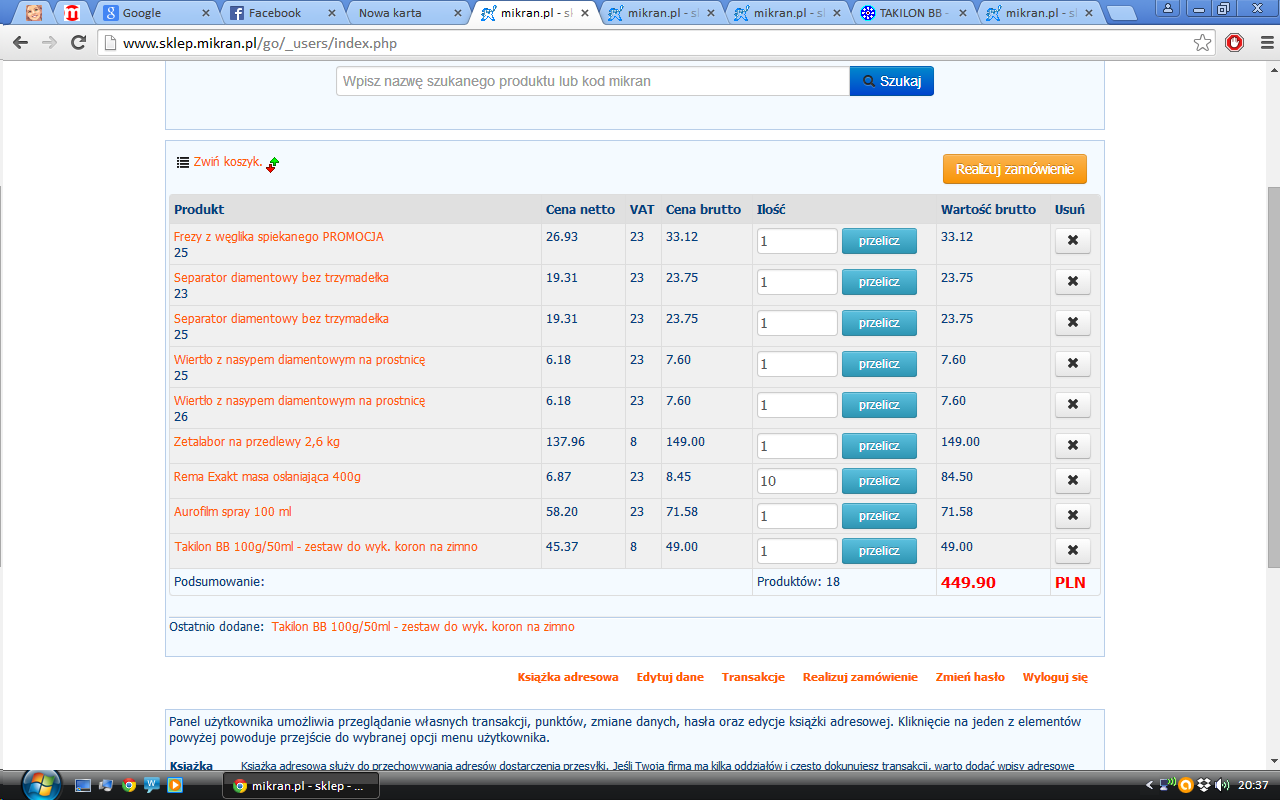 Google
Facebook
Nowa karta
mikran.pl - sk
mikran.pl - sk
mikran.pl - sk
TAKILON BB -
mikran.pl - sk
www.sklep.mikran.pl/go/_users/index.php
Wpisz nazwę szukanego produktu lub kod mikran
Szukaj
Zwiń koszyk.
Realizuj zamówienie
Produkt Cena netto VAT Cena brutto Ilość Wartość brutto Usuń
Frezy z węglika spiekanego PROMOCJA 26.93 23 33.12 1 przelicz 33.12
25
Separator diamentowy bez trzymadełka 19.31 23 23.75 1 przelicz 23.75
23
Separator diamentowy bez trzymadełka 19.31 23 23.75 1 przelicz 23.75
25
Wiertło z nasypem diamentowym na prostnicę 6.18 23 7.60 1 przelicz 7.60
25
Wiertło z nasypem diamentowym na prostnicę 6.18 23 7.60 1 przelicz 7.60
26
Zetalabor na przedlewy 2,6 kg 137.96 8 149.00 1 przelicz 149.00
Rema Exakt masa osłaniająca 400g 6.87 23 8.45 10 przelicz 84.50
Aurofilm spray 100 ml 58.20 23 71.58 1 przelicz 71.58
Takilon BB 100g/50ml - zestaw do wyk. koron na zimno 45.37 8 49.00 1 przelicz 49.00
Podsumowanie: Produktów: 18 449.90 PLN
Ostatnio dodane: Takilon BB 100g/50ml - zestaw do wyk. koron na zimno
Książka adresowa Edytuj dane Transakcje Realizuj zamówienie Zmień hasło Wyloguj się
Panel użytkownika umożliwia przeglądanie własnych transakcji, punktów, zmiane danych, hasła oraz edycje książki adresowej. Kliknięcie na jeden z elementów
powyżej powoduje przejście do wybranej opcji menu użytkownika.
Książka Książka adresowa służy do przechowywania adresów dostarczenia przesyłki. Jeśli Twoja firma ma kilka oddziałów i często dokunujesz transakcji, warto dodać wpisy adresowe
mikran.pl - sklep - ...
20:37